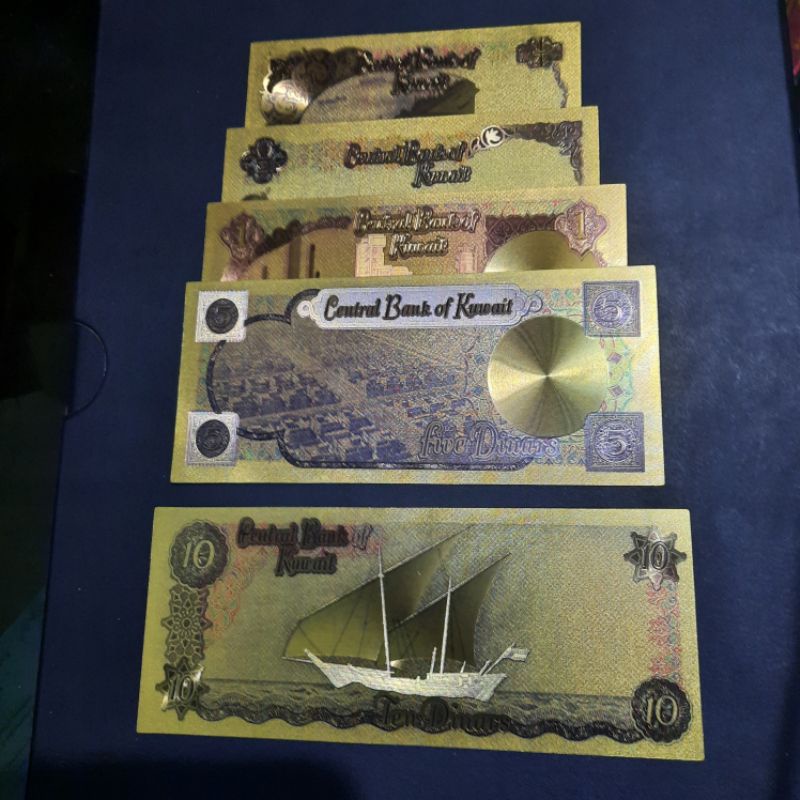 Central Bank of
Kuwait
Central Bank of
Kuwait
1
Central Bank of
Kuwait
1
5
Central Bank of Kuwait
5
5
five Dinars
5
10
Central Bank of
Kuwait
10
10
Ten Dinars
10